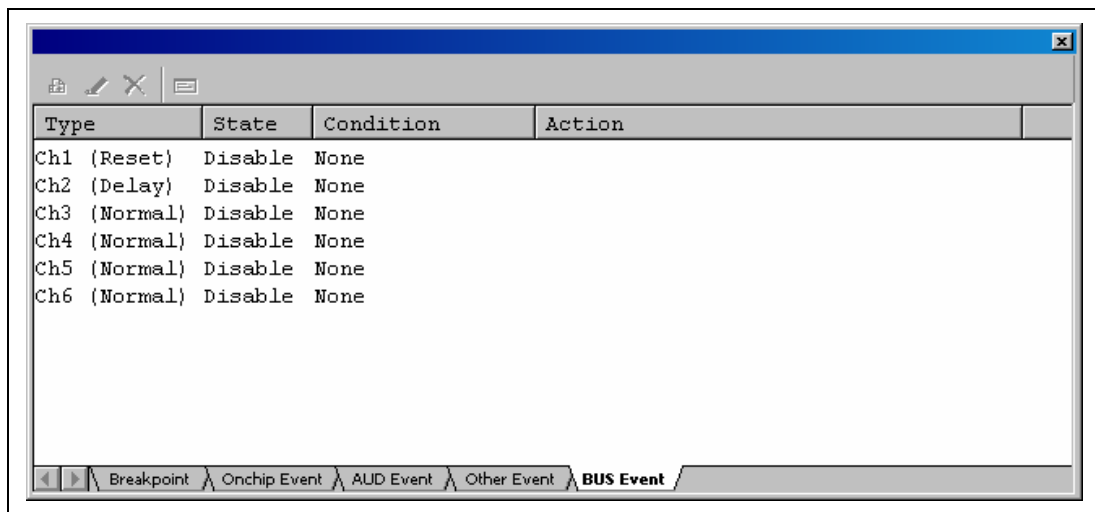 Type State Condition Action
Ch1 (Reset) Disable None
Ch2 (Delay) Disable None
Ch3 (Normal) Disable None
Ch4 (Normal) Disable None
Ch5 (Normal) Disable None
Ch6 (Normal) Disable None
Breakpoint Onchip Event AUD Event Other Event BUS Event